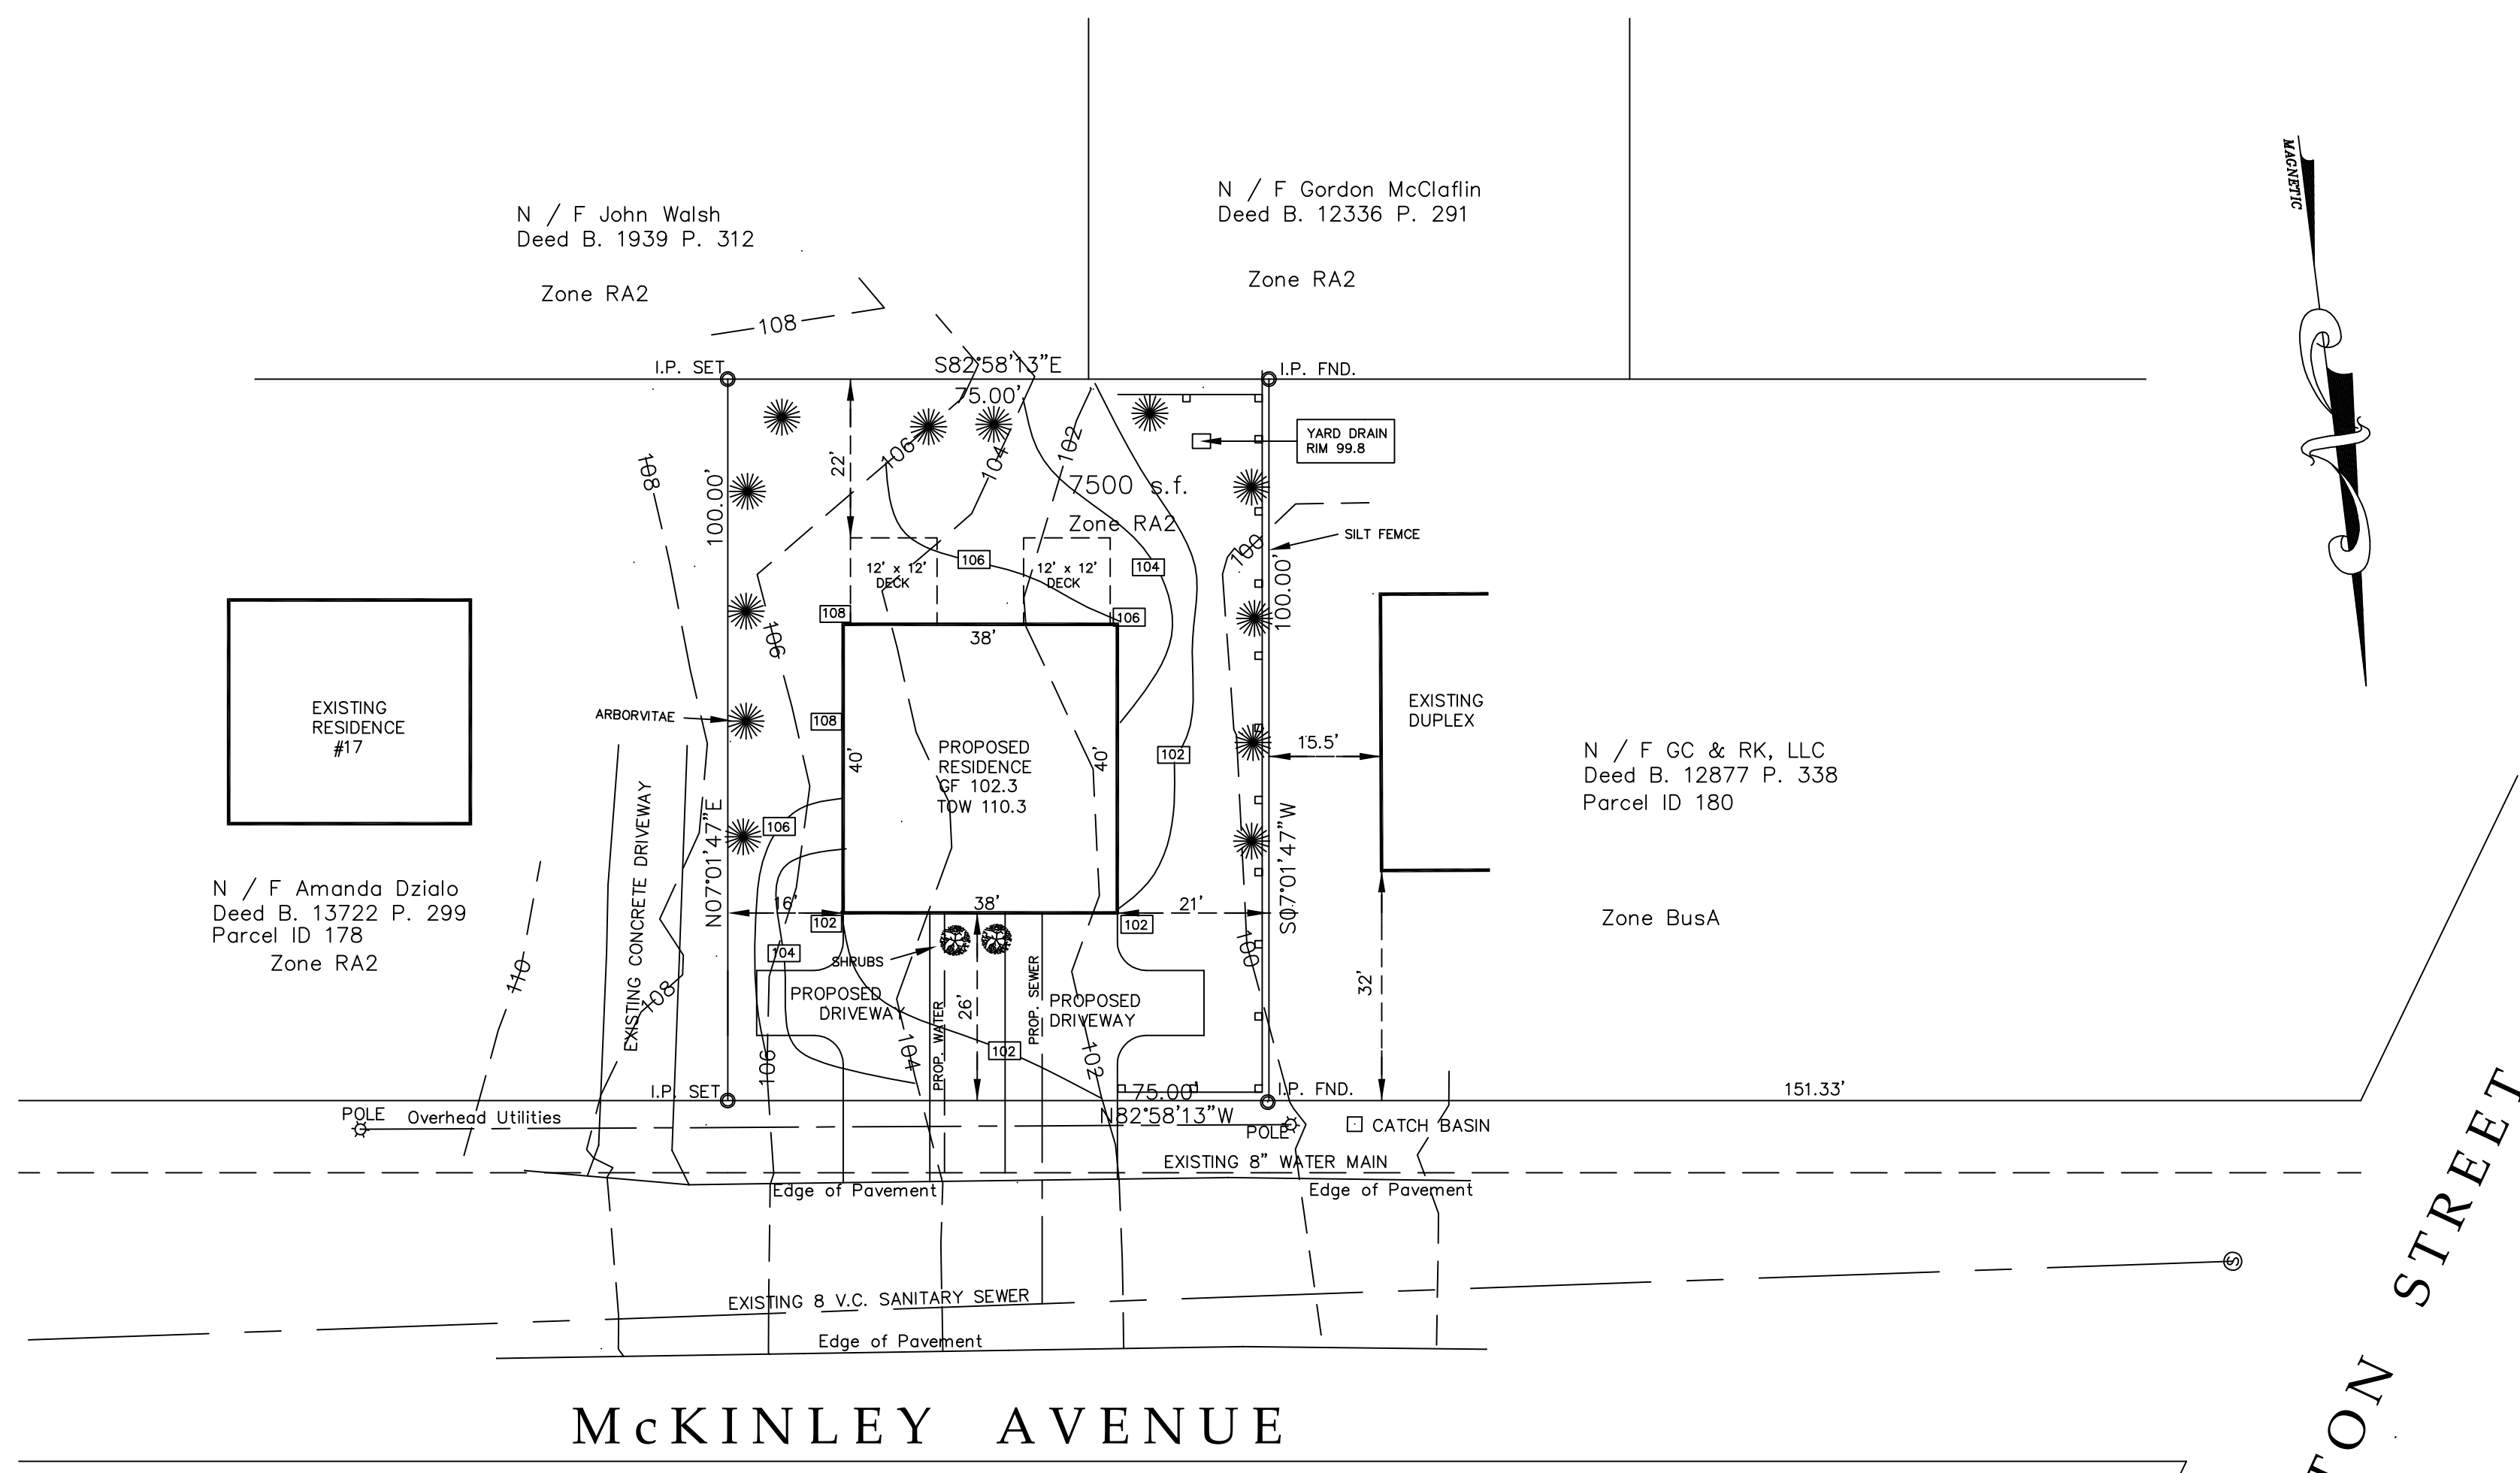 MAGNETIC
N / F Gordon McClaflin
Deed B. 12336 P. 291
Zone RA2
N / F John Walsh
Deed B. 1939 P. 312
Zone RA2
108
I.P. SET
S82°58'13"E
75.00'
I.P. FND.
YARD DRAIN
RIM 99.8
108
100.00'
22'
106
104
102
7500 s.f.
Zone RA2
SILT FEMCE
100
100.00'
106
104
12' x 12'
DECK
12' x 12'
DECK
108
106
38'
106
EXISTING
RESIDENCE
#17
ARBORVITAE
108
40'
PROPOSED
RESIDENCE
GF 102.3
TOW 110.3
40'
102
15.5'
EXISTING
DUPLEX
N / F GC & RK, LLC
Deed B. 12877 P. 338
Parcel ID 180
Zone BusA
106
N07°01'47"E
S07°01'47"W
EXISTING CONCRETE DRIVEWAY
N / F Amanda Dzialo
Deed B. 13722 P. 299
Parcel ID 178
Zone RA2
110
108
16'
38'
21'
102
102
104
SHRUBS
100
32'
PROPOSED
DRIVEWAY
PROP. WATER
26'
PROP. SEWER
PROPOSED
DRIVEWAY
102
106
104
102
I.P. SET
75.00'
N82°58'13"W
I.P. FND.
151.33'
POLE
Overhead Utilities
POLE
CATCH BASIN
EXISTING 8" WATER MAIN
Edge of Pavement
Edge of Pavement
EXISTING 8 V.C. SANITARY SEWER
S
Edge of Pavement
McKINLEY AVENUE
TON STREET